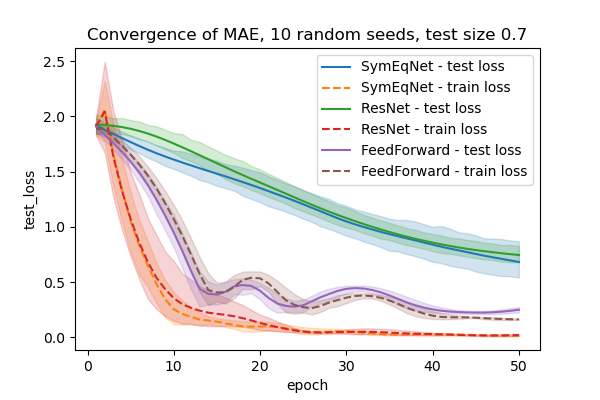 Convergence of MAE, 10 random seeds, test size 0.7
SymEqNet - test loss
SymEqNet - train loss
ResNet - test loss
ResNet - train loss
FeedForward - test loss
FeedForward - train loss
test_loss
2.5
2.0
1.5
1.0
0.5
0.0
0 10 20 30 40 50
epoch